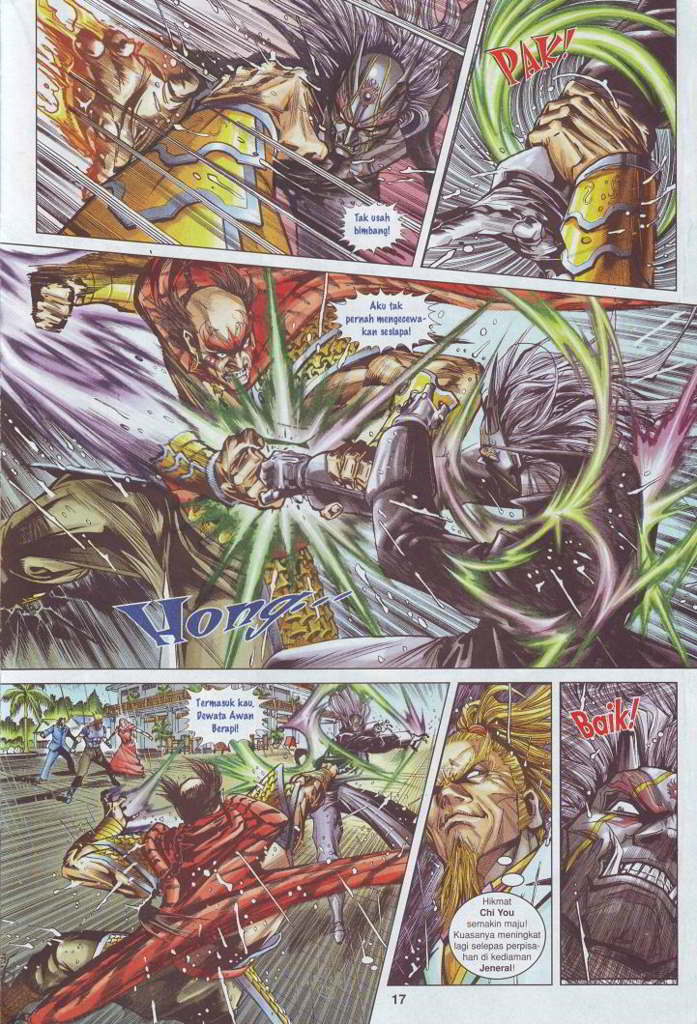 Tak usah
bimbang!
PAK!
Aku tak
pernah mengecewa-
kan sesiapa!
Hong...
Termasuk kau,
Dewata Awan
Berapi!
Hikmat
Chi You
semakin maju!
Kuasanya meningkat
lagi selepas perpisa-
han di kediaman
Jeneral!
Baik!
17